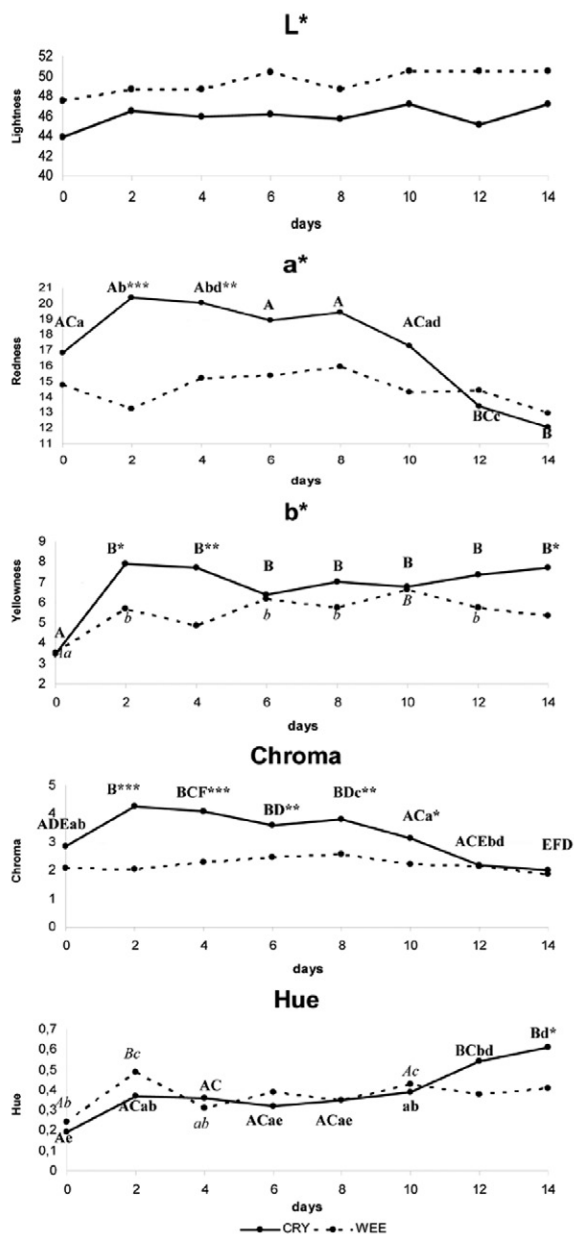 L*
52
50
48
46
44
42
40
Lightness
0 2 4 6 8 10 12 14
days
a*
21
20
19
18
17
16
15
14
13
12
11
Redness
ACa Ab*** Abd** A A ACad BCc B
0 2 4 6 8 10 12 14
days
b*
9
8
7
6
5
4
3
2
Yellowness
B* B** B B B B B*
A
Aa b b b B b
0 2 4 6 8 10 12 14
days
Chroma
5
4
3
2
1
0
Chroma
ADEab B*** BCF*** BD** BDc** ACa* ACEbd EFD
0 2 4 6 8 10 12 14
days
Hue
0,7
0,6
0,5
0,4
0,3
0,2
0,1
0
Hue
Ab Bc AC Ac BCbd Bd*
Ae ACab ab ACae ACae ab
0 2 4 6 8 10 12 14
days
CRY WEE